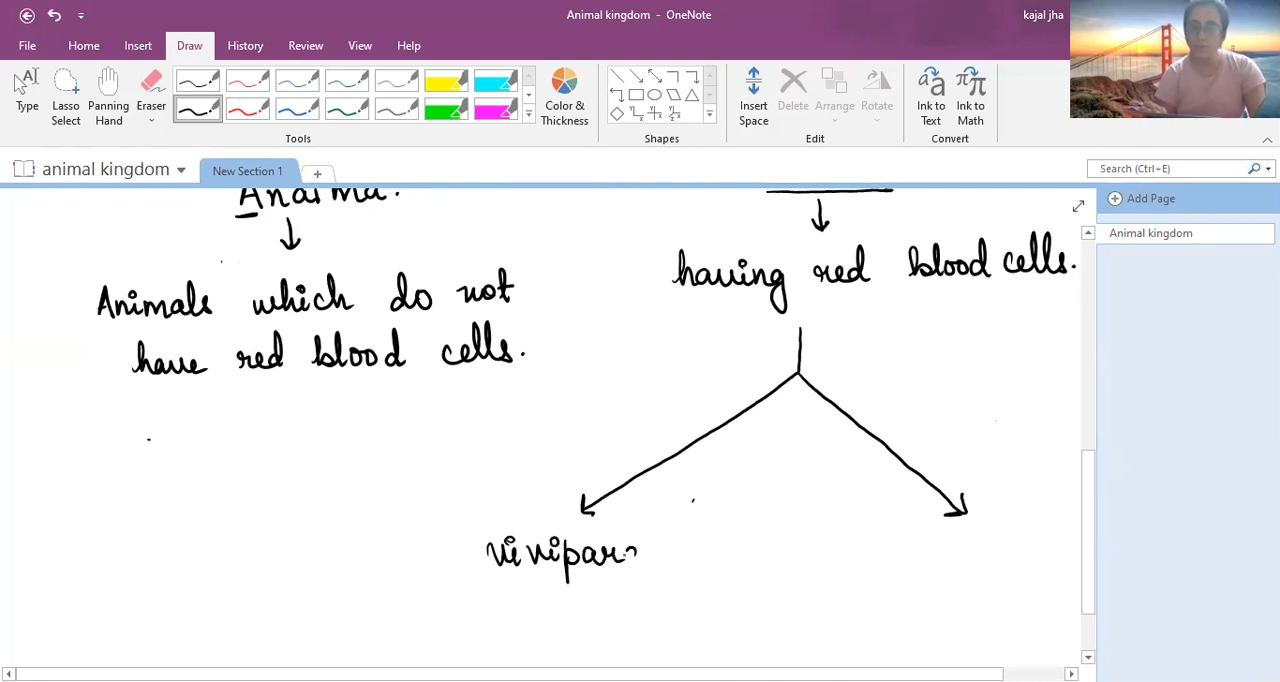 Animal kingdom - OneNote
kajal jha
File Home Insert Draw History Review View Help
Type
Lasso Select
Panning Hand
Eraser
Color & Thickness
Insert Space
Delete
Arrange
Rotate
Ink to Text
Ink to Math
Tools
Shapes
Edit
Convert
animal kingdom
New Section 1
Search (Ctrl+E)
Add Page
Animal kingdom
Animals which do not
have red blood cells.
having red blood cells.
vivipar